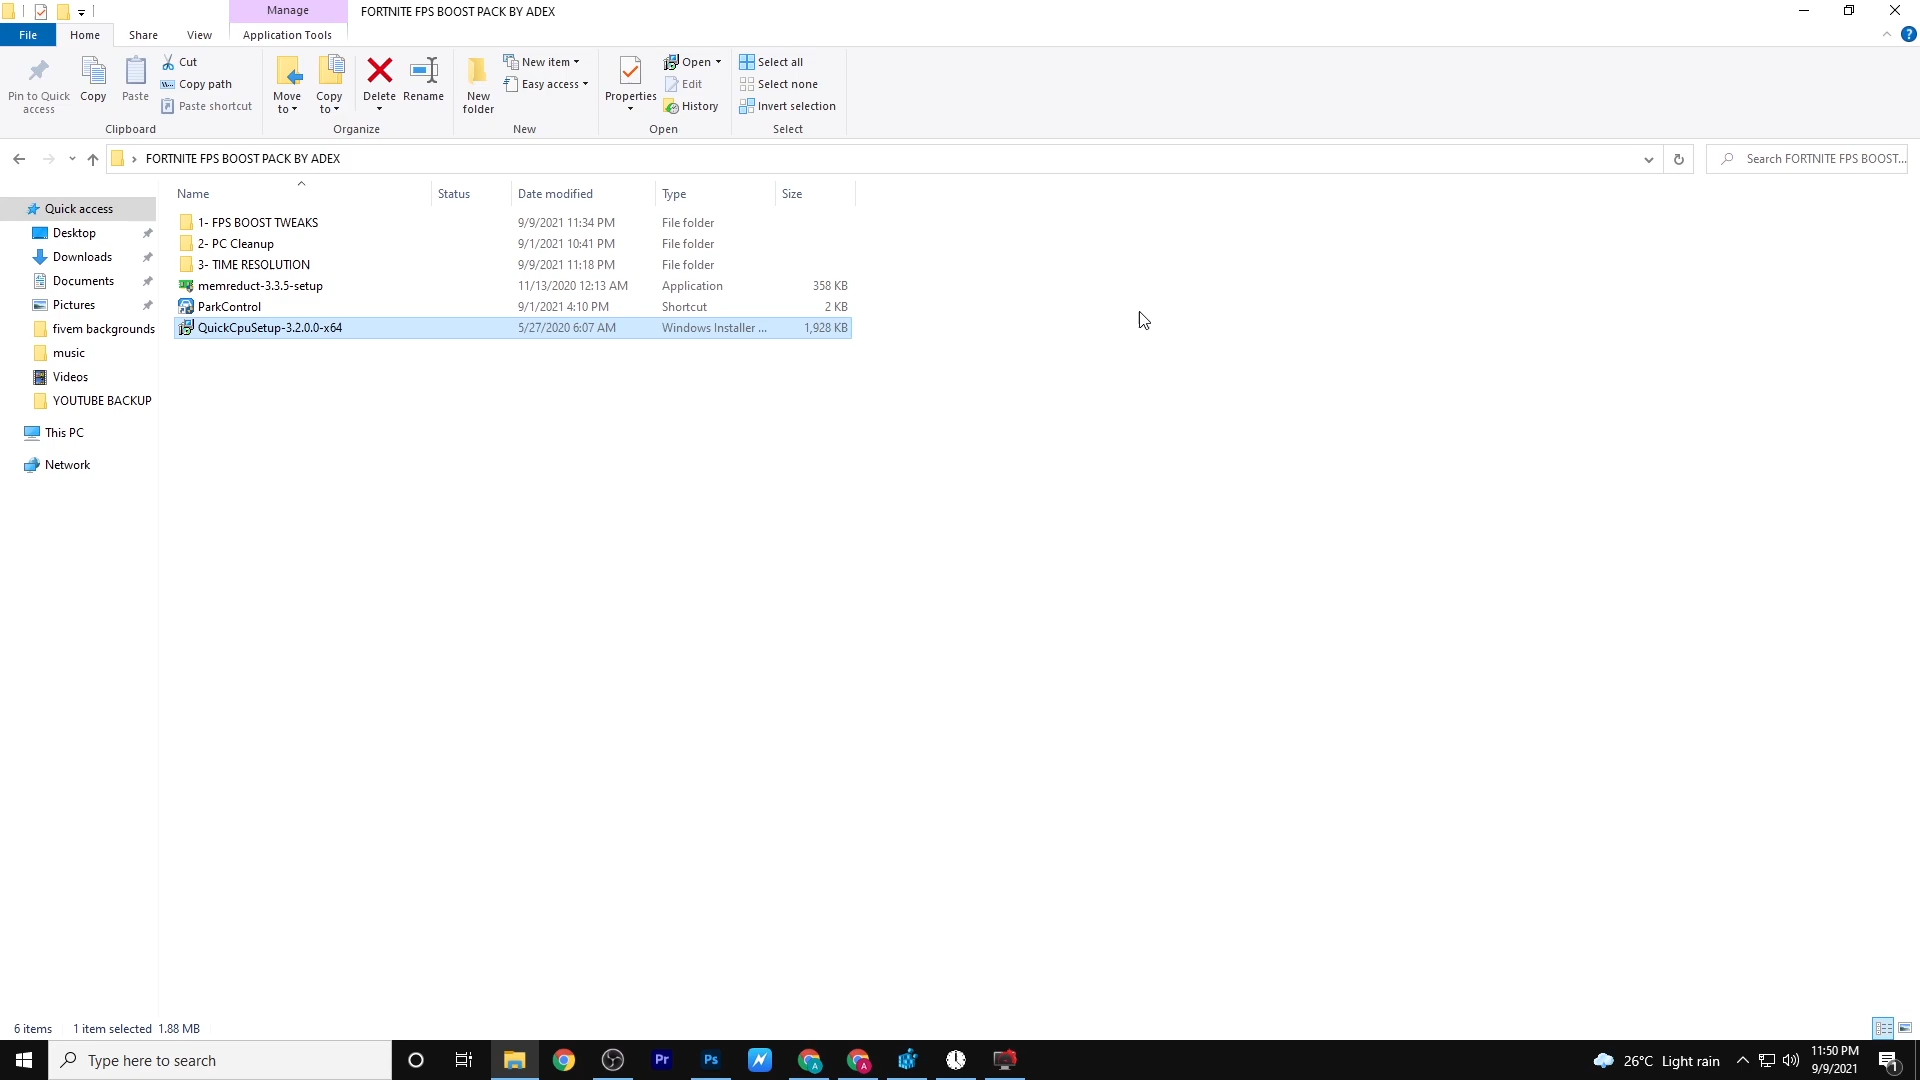 Manage FORTNITE FPS BOOST PACK BY ADEX
File Home Share View Application Tools
Pin to Quick access Copy Paste Cut Copy path Paste shortcut
Clipboard
Move to Copy to Delete Rename
Organize
New folder New item Easy access
New
Properties Open Edit History
Open
Select all Select none Invert selection
Select
FORTNITE FPS BOOST PACK BY ADEX Search FORTNITE FPS BOOST...
Name Status Date modified Type Size
Quick access
Desktop
Downloads
Documents
Pictures
fivem backgrounds
music
Videos
YOUTUBE BACKUP
This PC
Network
1- FPS BOOST TWEAKS 9/9/2021 11:34 PM File folder
2- PC Cleanup 9/1/2021 10:41 PM File folder
3- TIME RESOLUTION 9/9/2021 11:18 PM File folder
memreduct-3.3.5-setup 11/13/2020 12:13 AM Application 358 KB
ParkControl 9/1/2021 4:10 PM Shortcut 2 KB
QuickCpuSetup-3.2.0.0-x64 5/27/2020 6:07 AM Windows Installer ... 1,928 KB
6 items 1 item selected 1.88 MB
Type here to search Pr Ps A A 26°C Light rain 11:50 PM
9/9/2021 1